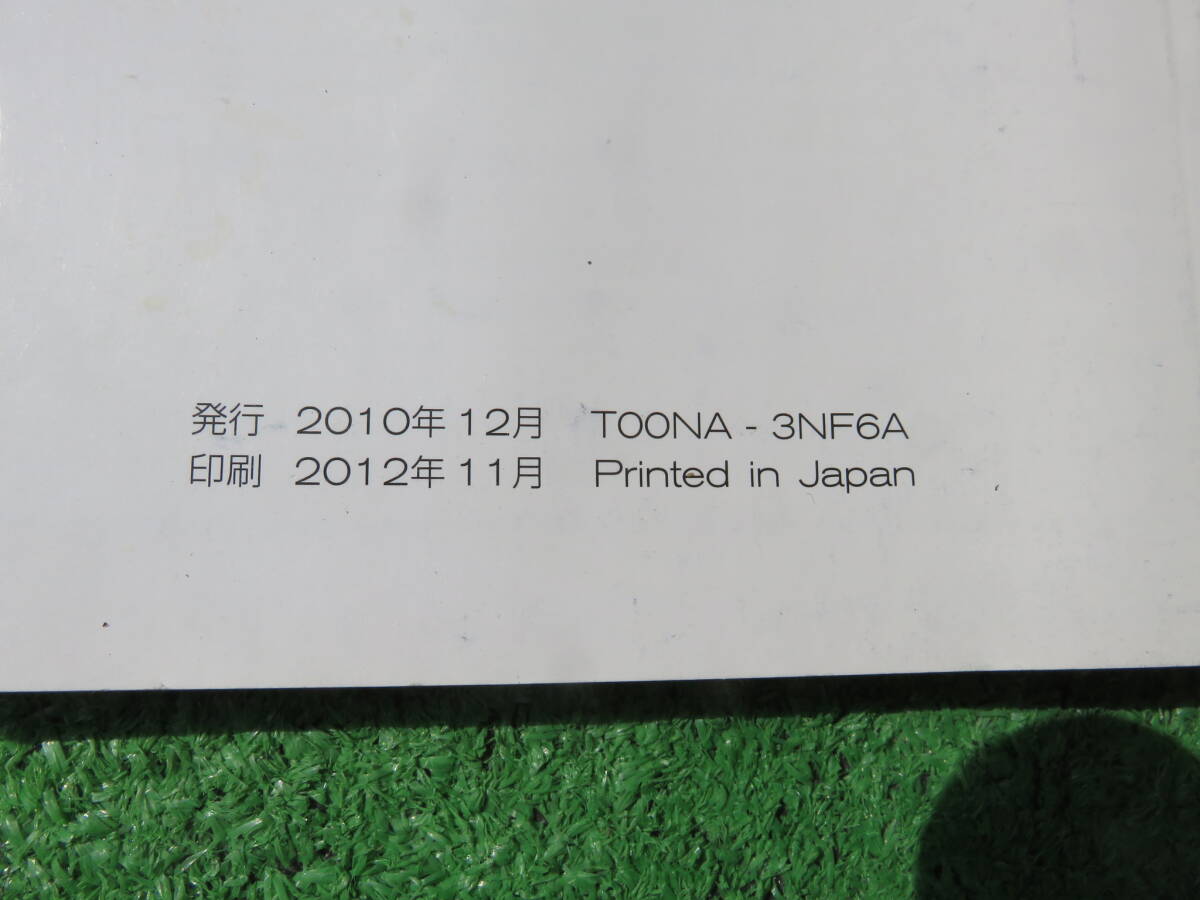 発行 2010年 12月 T00NA - 3NF6A
印刷 2012年 11月 Printed in Japan